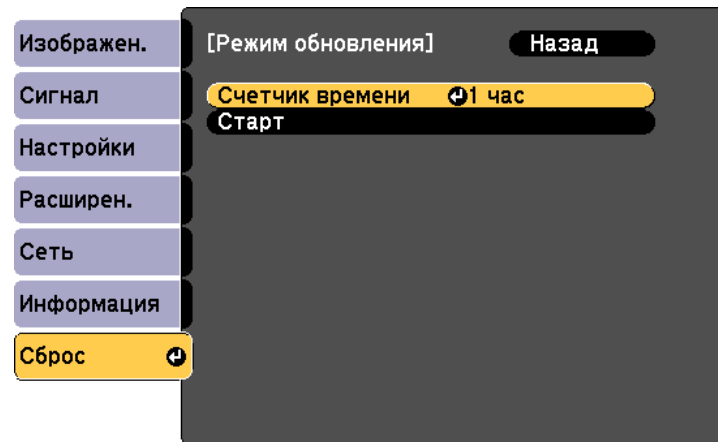 Изображен.
Сигнал
Настройки
Расширен.
Сеть
Информация
Сброс
[Режим обновления] Назад
Счетчик времени 1 час
Старт